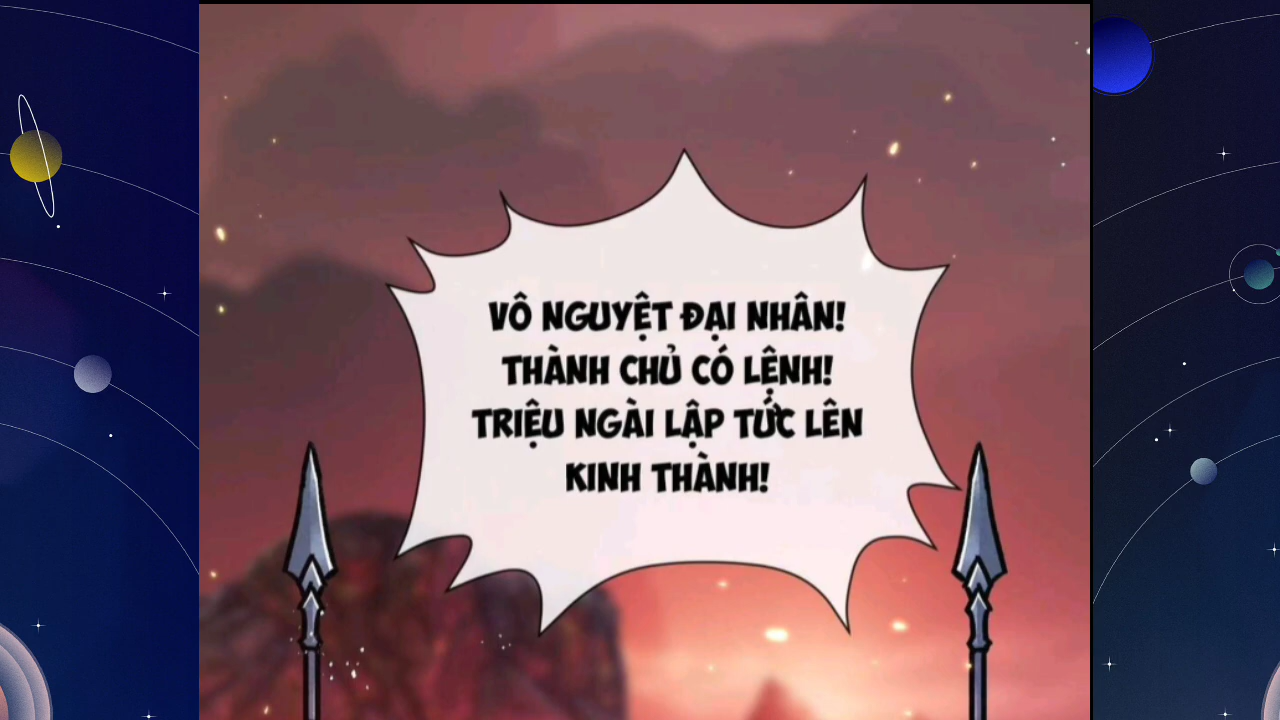 VÔ NGUYỆT ĐẠI NHÂN!
THÀNH CHỦ CÓ LỆNH!
TRIỆU NGÀI LẬP TỨC LÊN
KINH THÀNH!